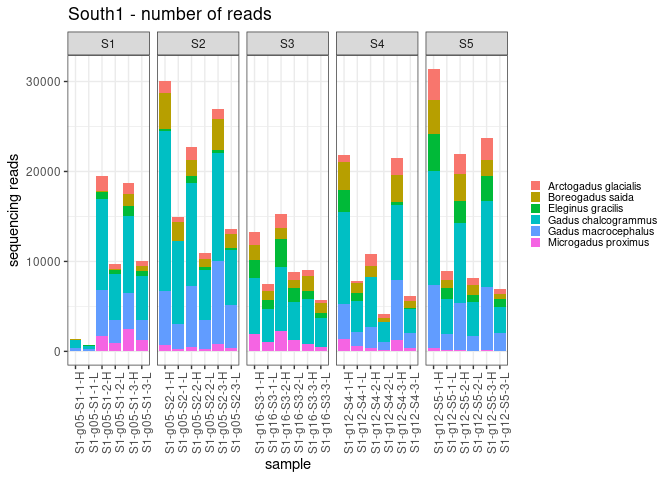 South1 - number of reads
S1 S2 S3 S4 S5
30000
20000
10000
0
sequencing reads
S1-g05-S1-1-H
S1-g05-S1-1-L
S1-g05-S1-2-H
S1-g05-S1-2-L
S1-g05-S1-3-H
S1-g05-S1-3-L
S1-g05-S2-1-H
S1-g05-S2-1-L
S1-g05-S2-2-H
S1-g05-S2-2-L
S1-g05-S2-3-H
S1-g05-S2-3-L
S1-g16-S3-1-H
S1-g16-S3-1-L
S1-g16-S3-2-H
S1-g16-S3-2-L
S1-g16-S3-3-H
S1-g16-S3-3-L
S1-g12-S4-1-H
S1-g12-S4-1-L
S1-g12-S4-2-H
S1-g12-S4-2-L
S1-g12-S4-3-H
S1-g12-S4-3-L
S1-g12-S5-1-H
S1-g12-S5-1-L
S1-g12-S5-2-H
S1-g12-S5-2-L
S1-g12-S5-3-H
S1-g12-S5-3-L
sample
Arctogadus glacialis
Boreogadus saida
Eleginus gracilis
Gadus chalcogrammus
Gadus macrocephalus
Microgadus proximus